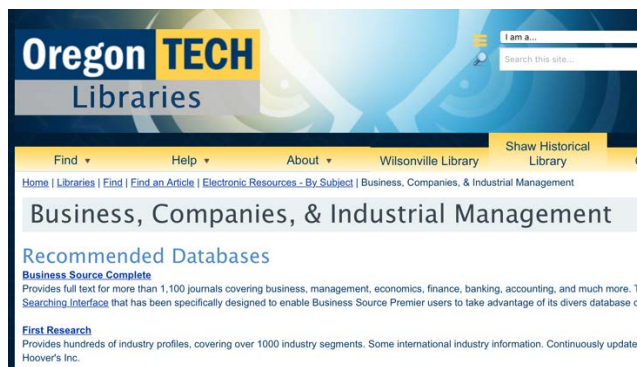 Oregon TECH
Libraries
I am a...
Search this site...
Find
Help
About
Wilsonville Library
Shaw Historical
Library
Home | Libraries | Find | Find an Article | Electronic Resources - By Subject | Business, Companies, & Industrial Management
Business, Companies, & Industrial Management
Recommended Databases
Business Source Complete
Provides full text for more than 1,100 journals covering business, management, economics, finance, banking, accounting, and much more.
Searching Interface that has been specifically designed to enable Business Source Premier users to take advantage of its divers database
First Research
Provides hundreds of industry profiles, covering over 1000 industry segments. Some international industry information. Continuously update
Hoover's Inc.